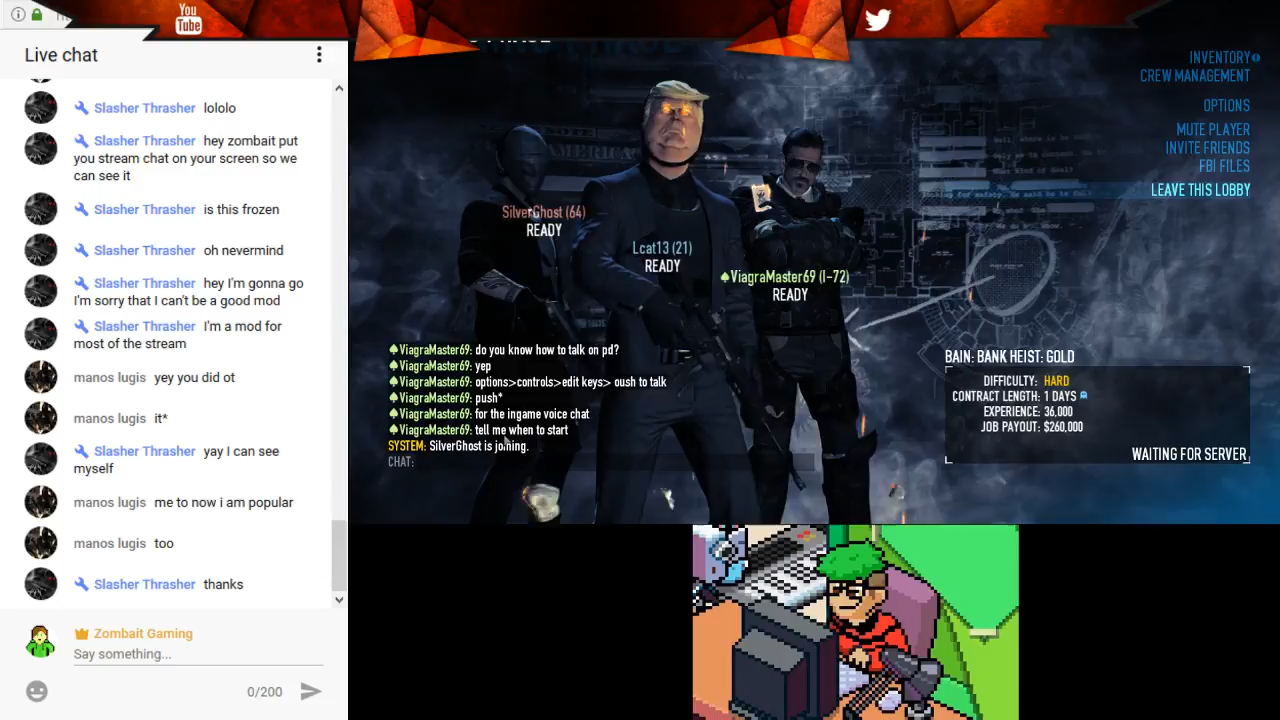 You
Tube
Live chat
Slasher Thrasher lololo
Slasher Thrasher hey zombait put
you stream chat on your screen so we
can see it
Slasher Thrasher is this frozen
Slasher Thrasher oh nevermind
Slasher Thrasher hey I'm gonna go
I'm sorry that I can't be a good mod
Slasher Thrasher I'm a mod for
most of the stream
manos lugis yey you did ot
manos lugis it*
Slasher Thrasher yay I can see
myself
manos lugis me to now i am popular
manos lugis too
Slasher Thrasher thanks
Zombait Gaming
Say something...
0/200
INVENTORY
CREW MANAGEMENT
OPTIONS
MUTE PLAYER
INVITE FRIENDS
FBI FILES
LEAVE THIS LOBBY
SilverGhost (64)
READY
Lcat13 (21)
READY
ViagraMaster69 (I-72)
READY
ViagraMaster69: do you know how to talk on pd?
ViagraMaster69: yep
ViagraMaster69: options>controls>edit keys> oush to talk
ViagraMaster69: push*
ViagraMaster69: for the ingame voice chat
ViagraMaster69: tell me when to start
SYSTEM: SilverGhost is joining.
CHAT:
BAIN: BANK HEIST: GOLD
DIFFICULTY: HARD
CONTRACT LENGTH: 1 DAYS
EXPERIENCE: 36,000
JOB PAYOUT: $260,000
WAITING FOR SERVER